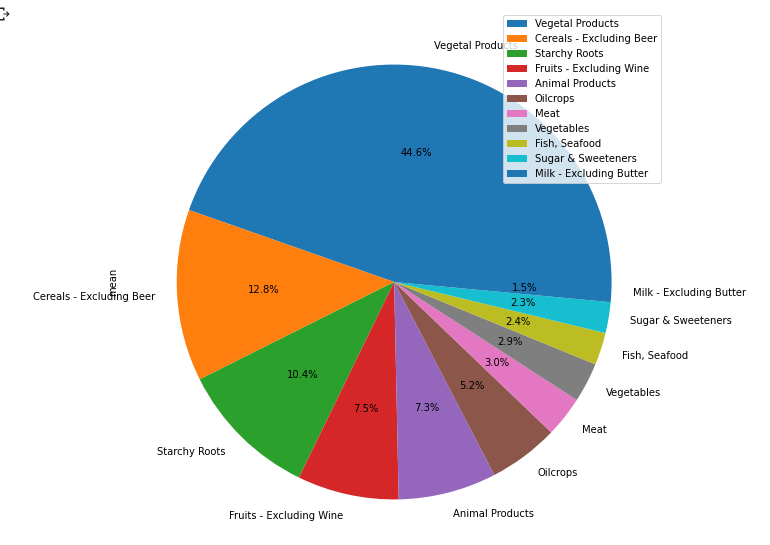 Vegetal Products
Cereals - Excluding Beer
Starchy Roots
Fruits - Excluding Wine
Animal Products
Oilcrops
Meat
Vegetables
Fish, Seafood
Sugar & Sweeteners
Milk - Excluding Butter
Vegetal Products
44.6%
mean
Cereals - Excluding Beer
12.8%
1.5%
Milk - Excluding Butter
2.3%
Sugar & Sweeteners
2.4%
Fish, Seafood
2.9%
Vegetables
3.0%
Meat
10.4%
5.2%
Oilcrops
7.5%
7.3%
Starchy Roots
Fruits - Excluding Wine
Animal Products